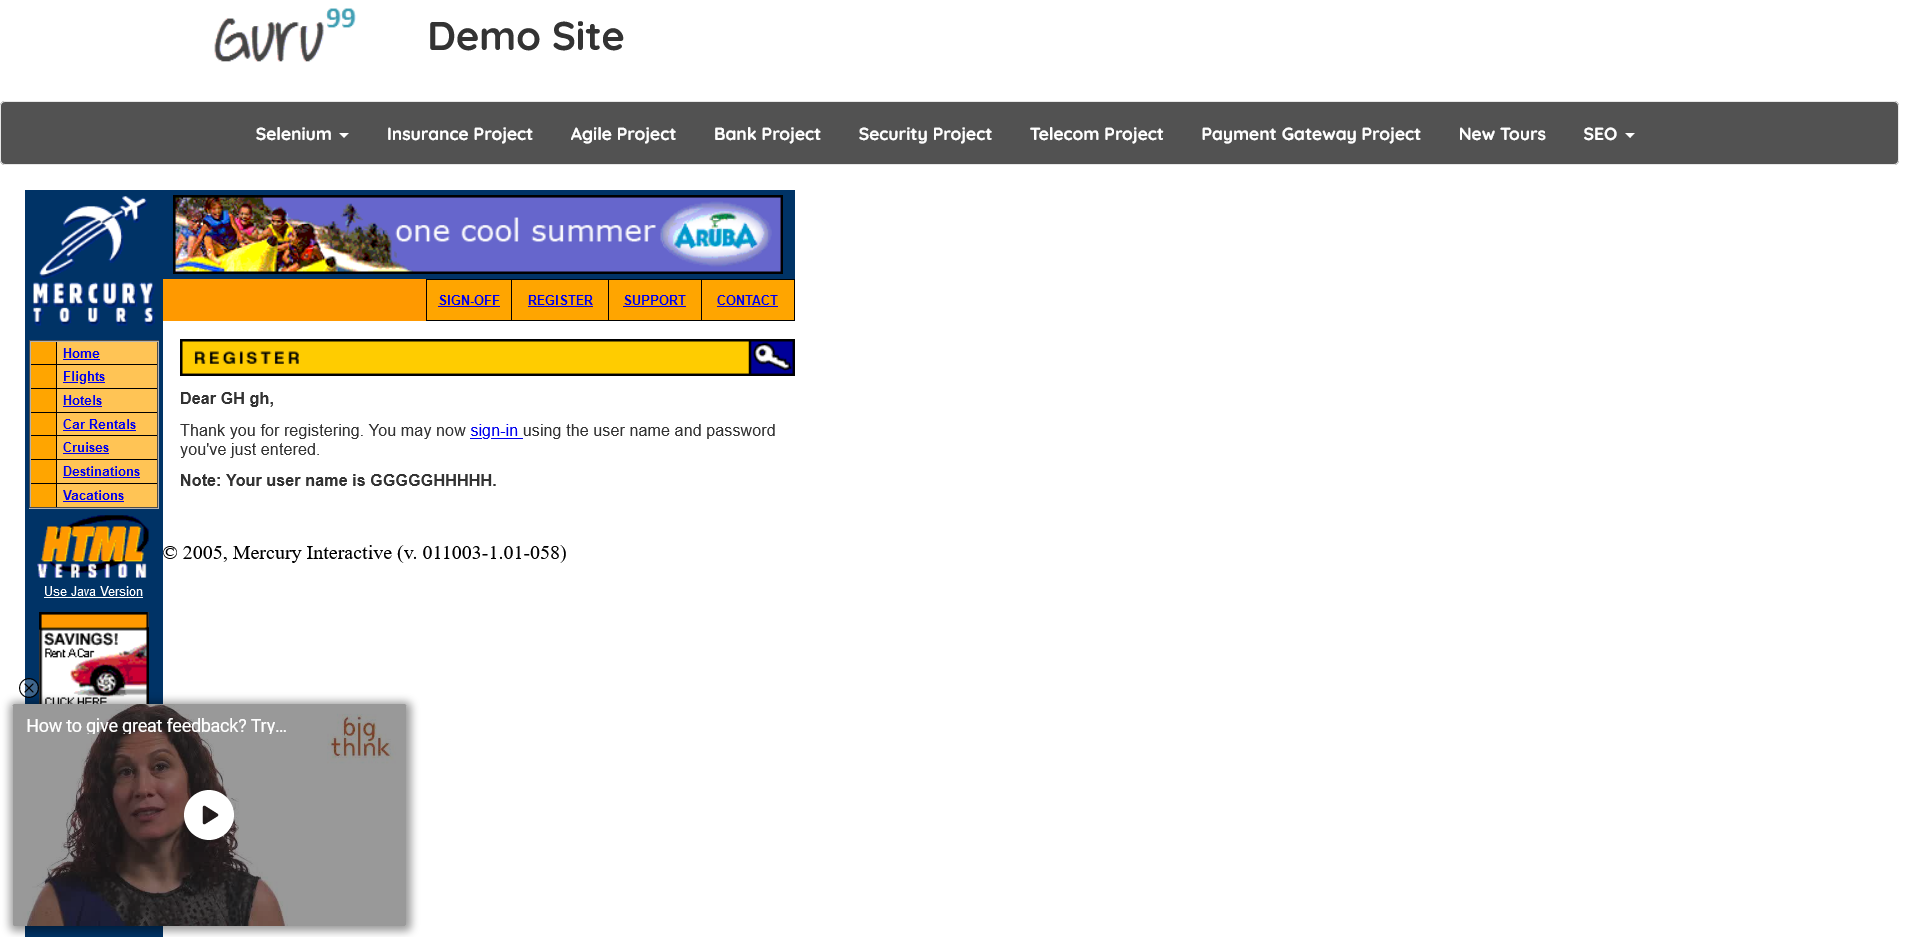 Guru99
Demo Site
Selenium
Insurance Project
Agile Project
Bank Project
Security Project
Telecom Project
Payment Gateway Project
New Tours
SEO
one cool summer
ARUBA
MERCURY
TOURS
SIGN-OFF
REGISTER
SUPPORT
CONTACT
Home
Flights
Hotels
Car Rentals
Cruises
Destinations
Vacations
REGISTER
Dear GH gh,
Thank you for registering. You may now sign-in using the user name and password
you've just entered.
Note: Your user name is GGGGGHHHHH.
HTML
VERSION
Use Java Version
© 2005, Mercury Interactive (v. 011003-1.01-058)
SAVINGS!
Rent A Car
CLICK HERE
How to give great feedback? Try...
big
think